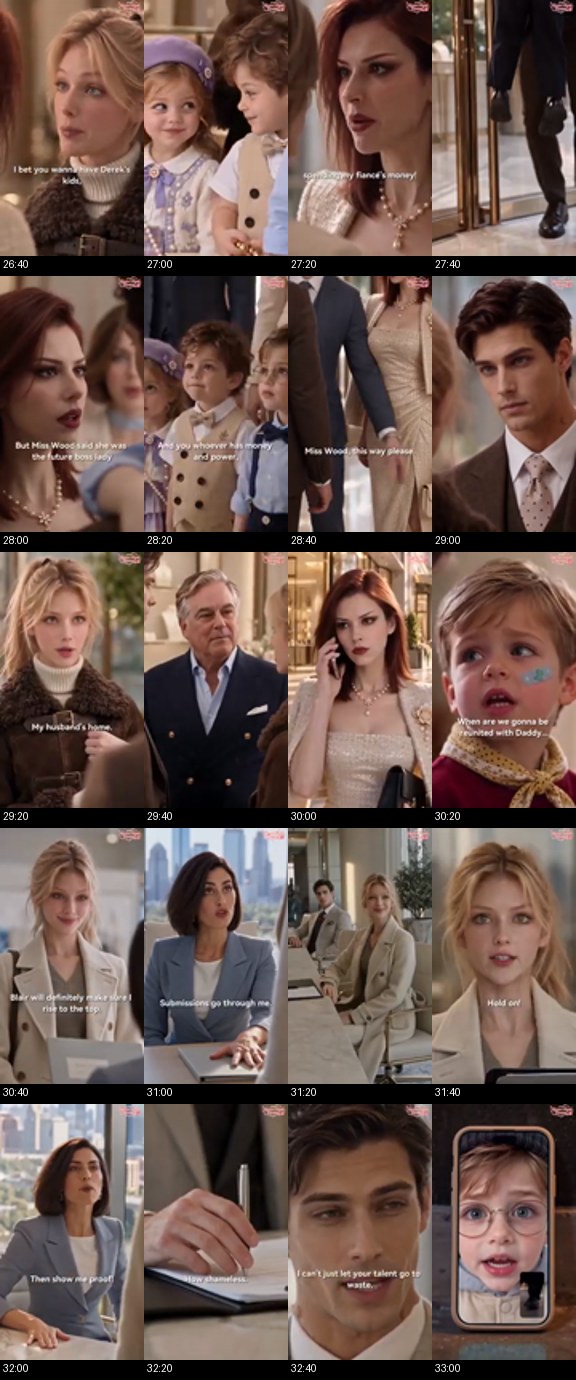 I bet you wanna have Derek's
kids.
26:40
27:00
spending my fiancé's money!
27:20
27:40
But Miss Wood said she was
the future boss lady
28:00
And you whoever has money
and power.
28:20
Miss Wood, this way please.
28:40
29:00
My husband's home.
29:20
29:40
30:00
When are we gonna be
reunited with Daddy...
30:20
Blair will definitely make sure I
rise to the top.
30:40
Submissions go through me.
31:00
31:20
Hold on!
31:40
Then show me proof!
32:00
How shameless.
32:20
I can't just let your talent go to
waste.
32:40
33:00